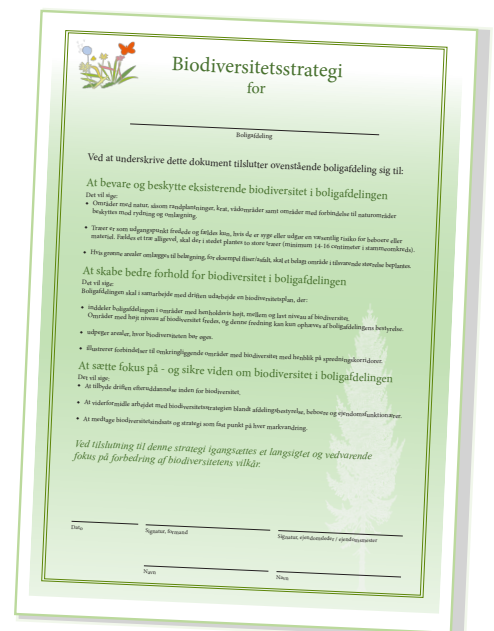 Biodiversitetsstrategi
for
Boligafdeling
Ved at underskrive dette dokument tilslutter ovenstående boligafdeling sig til:
At bevare og beskytte eksisterende biodiversitet i boligafdelingen
Det vil sige:
• Områder med natur, såsom randplantninger, krat, vådområder samt områder med forbindelse til naturområder
beskyttes mod rydning og omlægning.
• Træer er som udgangspunkt fredede og fældes kun, hvis de er syge eller udgør en væsentlig risiko for beboere eller
materiel. Fældes et træ alligevel, skal der i stedet plantes to store træer (minimum 14-16 centimeter i stammeomkreds).
• Hvis grønne arealer omlægges til belægning, for eksempel fliser/asfalt, skal et belagt område i tilsvarende størrelse beplantes.
At skabe bedre forhold for biodiversitet i boligafdelingen
Det vil sige:
Boligafdelingen skal i samarbejde med driften udarbejde en biodiversitetsplan, der:
• inddeler boligafdelingen i områder med henholdsvis højt, mellem og lavt niveau af biodiversitet.
Områder med højt niveau af biodiversitet fredes, og denne fredning kan kun ophæves af boligafdelingens bestyrelse.
• udpeger arealer, hvor biodiversiteten bør øges.
• illustrerer forbindelser til omkringliggende områder med biodiversitet med henblik på spredningskorridorer.
At sætte fokus på - og sikre viden om biodiversitet i boligafdelingen
Det vil sige:
• At tilbyde driften efteruddannelse inden for biodiversitet.
• At viderformidle arbejdet med biodiversitetsstrategien blandt afdelingsbestyrelse, beboere og ejendomsfunktionærer.
• At medtage biodiversitetsindsats og strategi som fast punkt på hver markvandring.
Ved tilslutning til denne strategi igangsættes et langsigtet og vedvarende
fokus på forbedring af biodiversitetens vilkår.
Dato
Signatur, formand
Signatur, ejendomsleder / ejendomsmester
Navn
Navn